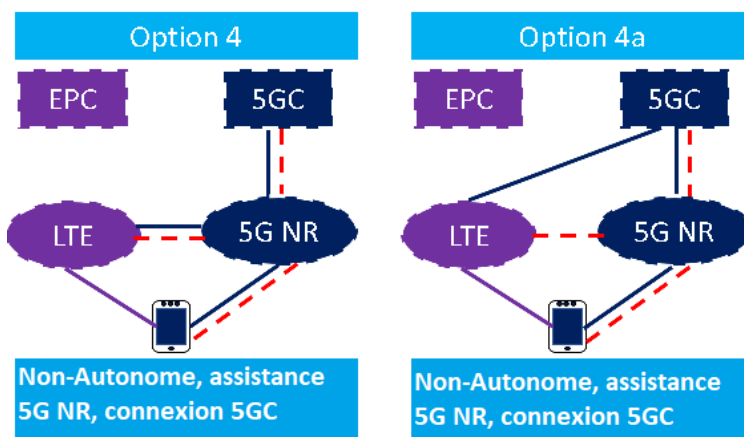 Option 4
EPC
5GC
LTE
5G NR
Non-Autonome, assistance
5G NR, connexion 5GC
Option 4a
EPC
5GC
LTE
5G NR
Non-Autonome, assistance
5G NR, connexion 5GC